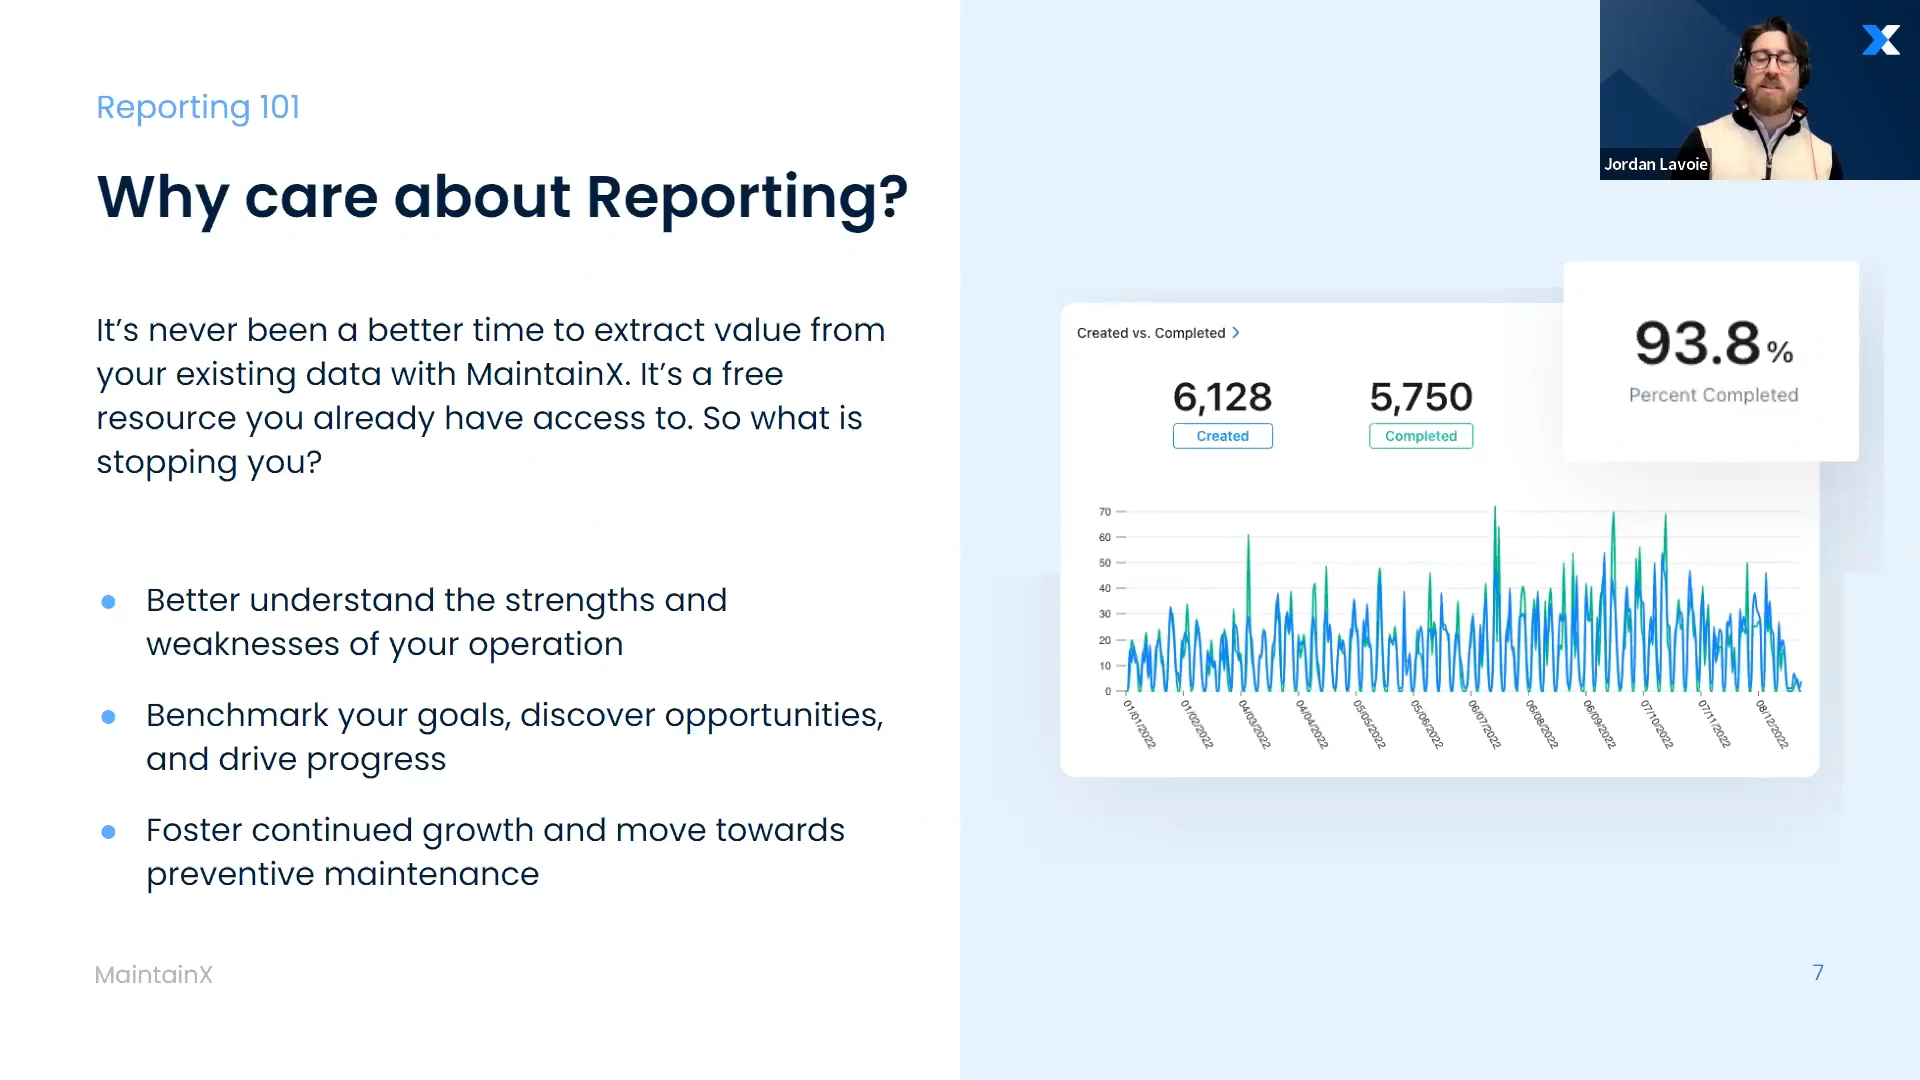 Reporting 101
Why care about Reporting?
It’s never been a better time to extract value from
your existing data with MaintainX. It’s a free
resource you already have access to. So what is
stopping you?
● Better understand the strengths and
weaknesses of your operation
● Benchmark your goals, discover opportunities,
and drive progress
● Foster continued growth and move towards
preventive maintenance
MaintainX
Jordan Lavoie
Created vs. Completed
6,128
Created
5,750
Completed
93.8%
Percent Completed
70
60
50
40
30
20
10
0
01/01/2022
01/02/2022
04/03/2022
04/04/2022
05/05/2022
05/06/2022
06/07/2022
06/08/2022
06/09/2022
07/10/2022
07/11/2022
08/12/2022
7